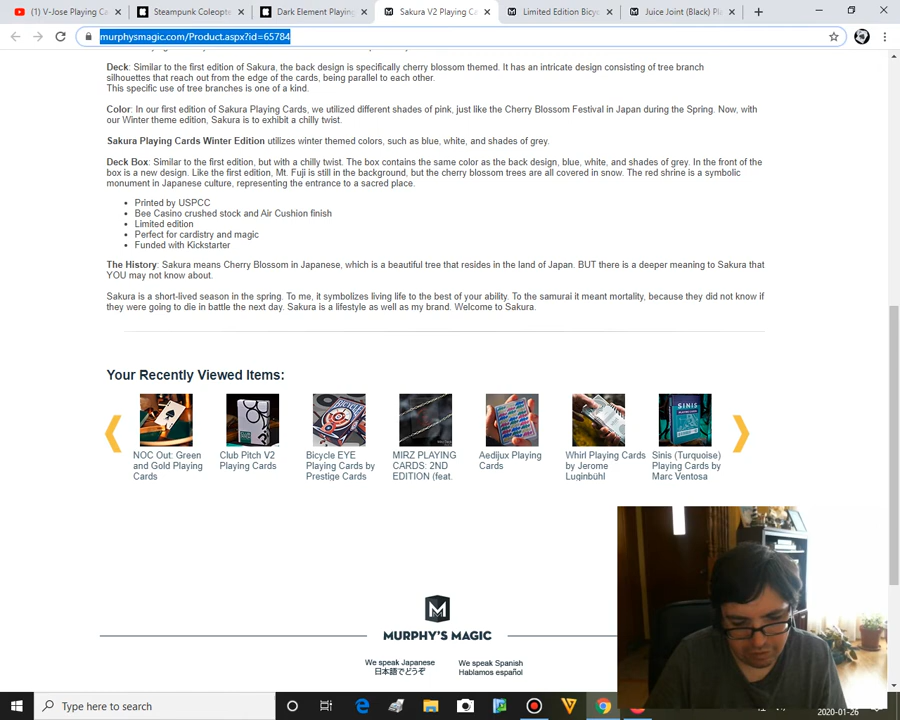 (1) V-Jose Playing C
Steampunk Coleopt
Dark Element Playing
Sakura V2 Playing Ca
Limited Edition Bicyc
Juice Joint (Black) Pl
murphysmagic.com/Product.aspx?id=65784
Deck: Similar to the first edition of Sakura, the back design is specifically cherry blossom themed. It has an intricate design consisting of tree branch
silhouettes that reach out from the edge of the cards, being parallel to each other.
This specific use of tree branches is one of a kind.
Color: In our first edition of Sakura Playing Cards, we utilized different shades of pink, just like the Cherry Blossom Festival in Japan during the Spring. Now, with
our Winter theme edition, Sakura is to exhibit a chilly twist.
Sakura Playing Cards Winter Edition utilizes winter themed colors, such as blue, white, and shades of grey.
Deck Box: Similar to the first edition, but with a chilly twist. The box contains the same color as the back design, blue, white, and shades of grey. In the front of the
box is a new design. Like the first edition, Mt. Fuji is still in the background, but the cherry blossom trees are all covered in snow. The red shrine is a symbolic
monument in Japanese culture, representing the entrance to a sacred place.
• Printed by USPCC
• Bee Casino crushed stock and Air Cushion finish
• Limited edition
• Perfect for cardistry and magic
• Funded with Kickstarter
The History: Sakura means Cherry Blossom in Japanese, which is a beautiful tree that resides in the land of Japan. BUT there is a deeper meaning to Sakura that
YOU may not know about.
Sakura is a short-lived season in the spring. To me, it symbolizes living life to the best of your ability. To the samurai it meant mortality, because they did not know if
they were going to die in battle the next day. Sakura is a lifestyle as well as my brand. Welcome to Sakura.
Your Recently Viewed Items:
NOC Out: Green
and Gold Playing
Cards
Club Pitch V2
Playing Cards
Bicycle EYE
Playing Cards by
Prestige Cards
MIRZ PLAYING
CARDS: 2ND
EDITION (feat.
Aedijux Playing
Cards
Whirl Playing Cards
by Jerome
Luginbühl
SINIS
Sinis (Turquoise)
Playing Cards by
Marc Ventosa
MURPHY'S MAGIC
We speak Japanese
日本語でどうぞ
We speak Spanish
Hablamos español
Type here to search
2020-01-26